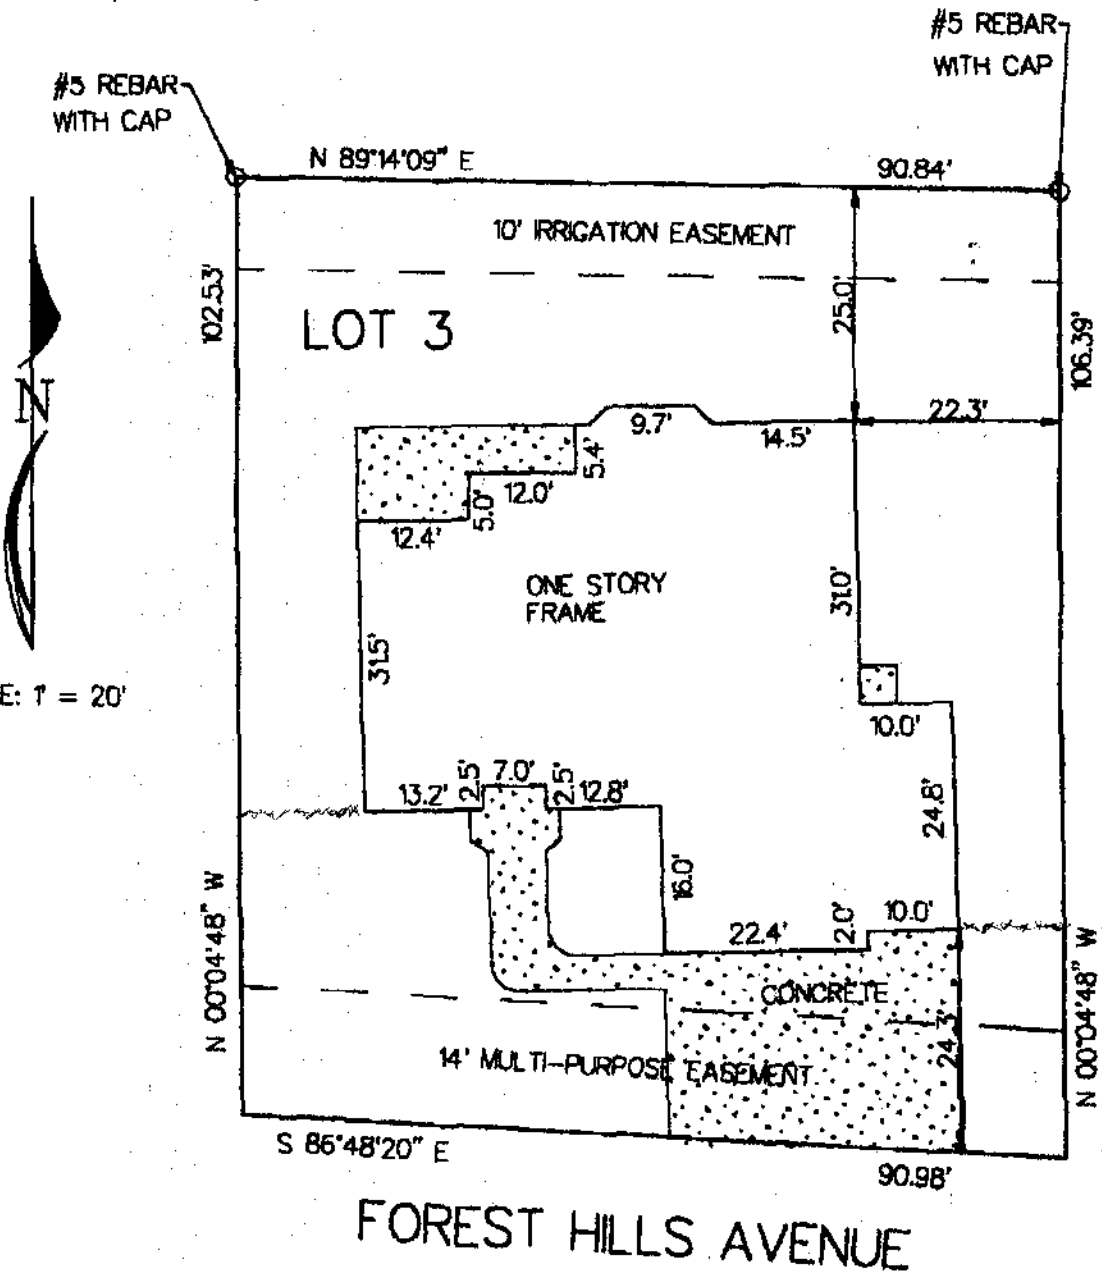 #5 REBAR
WITH CAP
#5 REBAR
WITH CAP
N 89°14'09" E
90.84'
10' IRRIGATION EASEMENT
102.53'
LOT 3
25.0'
106.39'
N
22.3'
9.7'
14.5'
5.4'
12.0'
5.0'
12.4'
ONE STORY
FRAME
31.0'
31.5'
E: 1" = 20'
10.0'
2.5'
7.0'
2.5'
13.2'
12.8'
24.8'
16.0'
10.0'
2.0'
22.4'
N 00°04'48" W
CONCRETE
24.3'
N 00°04'48" W
14' MULTI-PURPOSE EASEMENT
S 86°48'20" E
90.98'
FOREST HILLS AVENUE